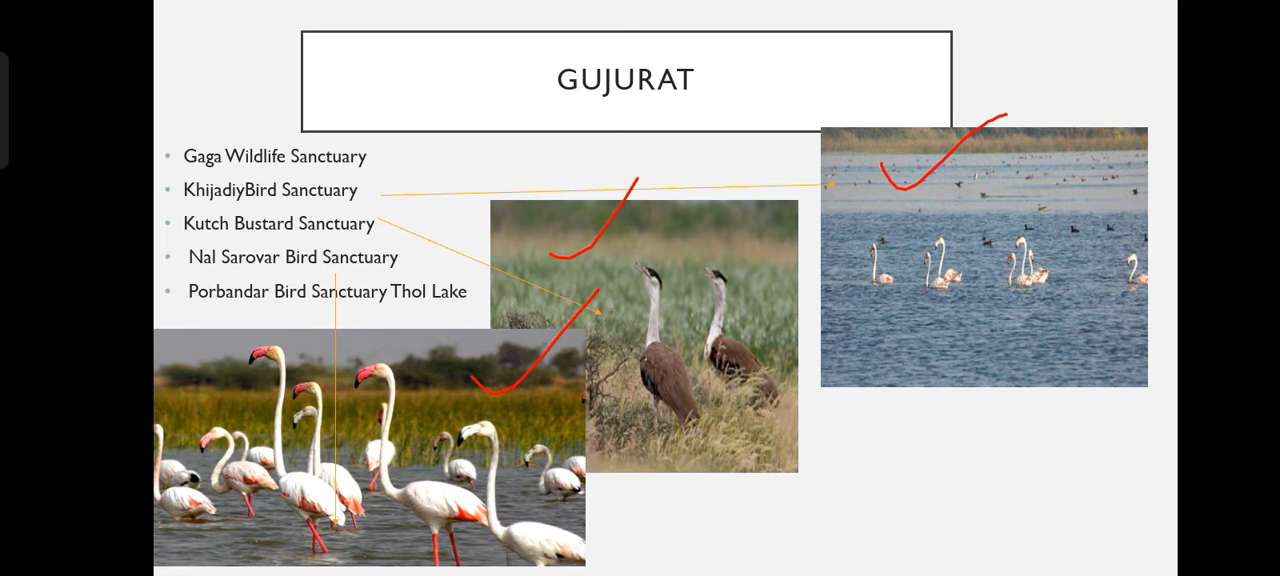 GUJURAT
Gaga Wildlife Sanctuary
KhijadiyBird Sanctuary
Kutch Bustard Sanctuary
Nal Sarovar Bird Sanctuary
Porbandar Bird Sanctuary Thol Lake